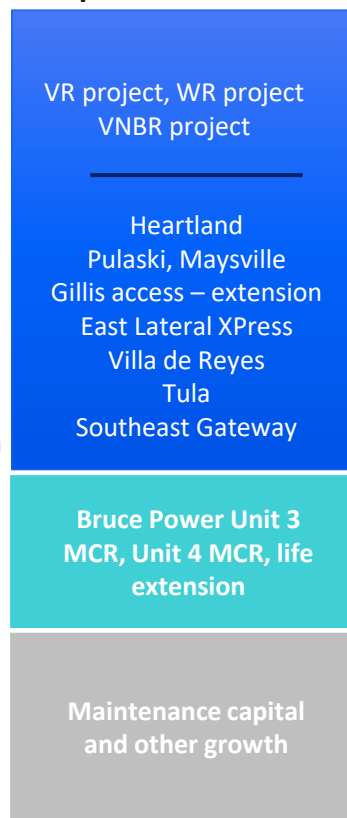 VR project, WR project
VNBR project
Heartland
Pulaski, Maysville
Gillis access – extension
East Lateral XPress
Villa de Reyes
Tula
Southeast Gateway
Bruce Power Unit 3
MCR, Unit 4 MCR, life
extension
Maintenance capital
and other growth